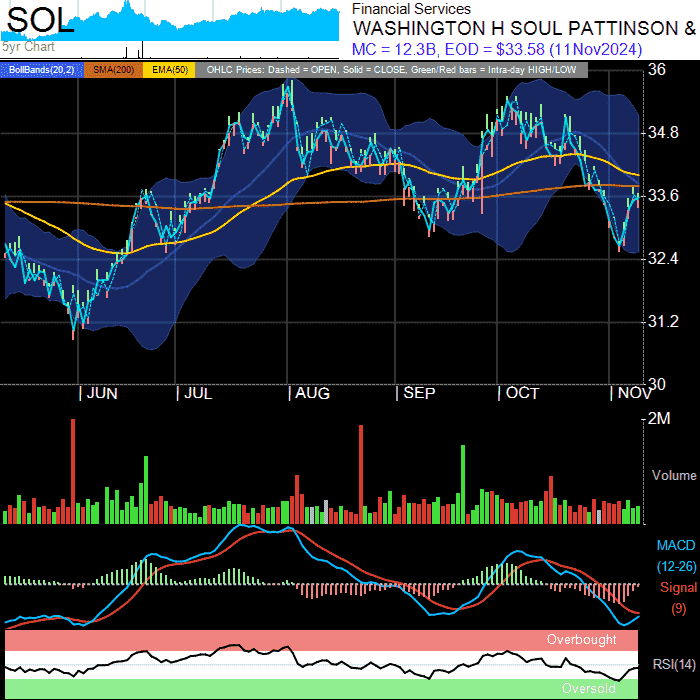 SOL
5yr Chart
Financial Services
WASHINGTON H SOUL PATTINSON &
MC = 12.3B, EOD = $33.58 (11Nov2024)
BollBands(20,2) SMA(200) EMA(50) OHLC Prices: Dashed = OPEN, Solid = CLOSE, Green/Red bars = Intra-day HIGH/LOW
36
34.8
33.6
32.4
31.2
30
| JUN | JUL | AUG | SEP | OCT | NOV
2M
Volume
MACD
(12-26)
Signal
(9)
Overbought
RSI(14)
Oversold